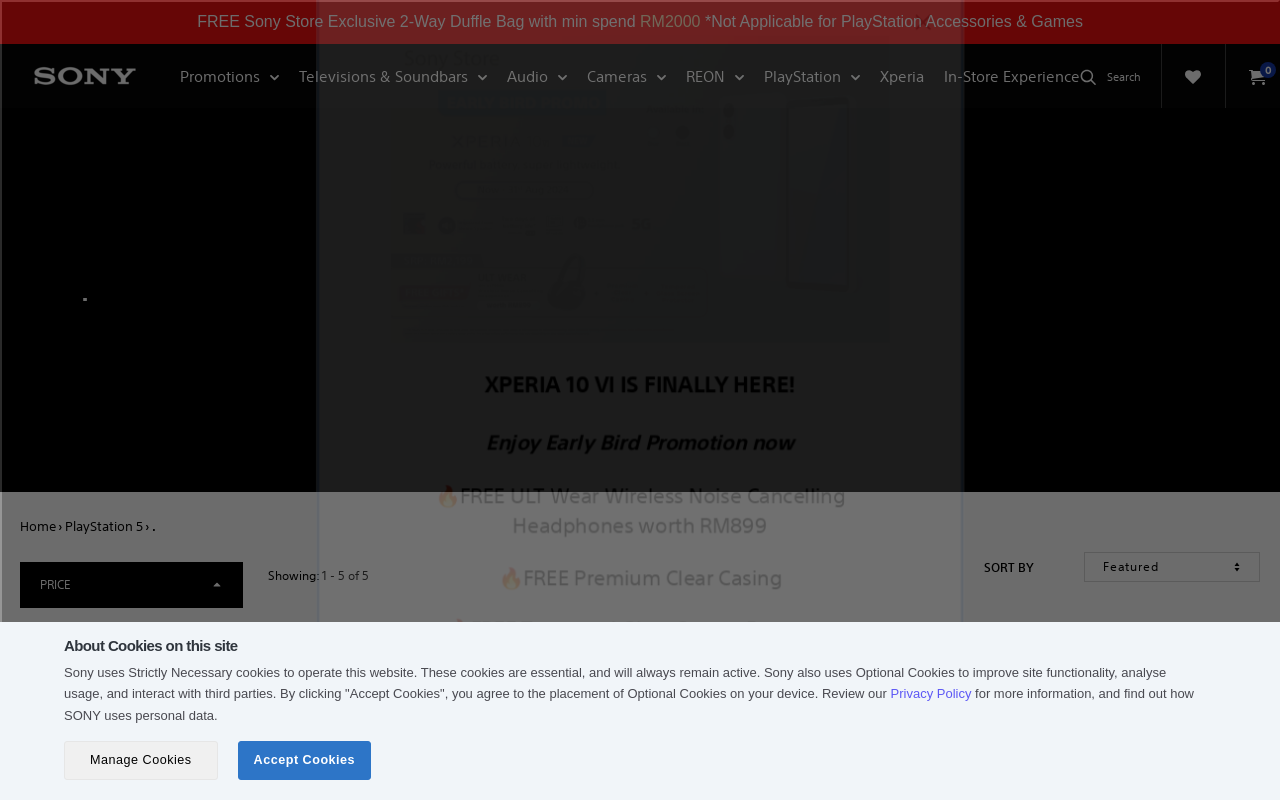 FREE Sony Store Exclusive 2-Way Duffle Bag with min spend RM2000 *Not Applicable for PlayStation Accessories & Games
SONY Promotions Televisions & Soundbars Audio Cameras REON PlayStation Xperia In-Store Experience Search 0
.
XPERIA 10 VI IS FINALLY HERE!
Enjoy Early Bird Promotion now
🔥FREE ULT Wear Wireless Noise Cancelling
Headphones worth RM899
🔥FREE Premium Clear Casing
Home › PlayStation 5 › .
PRICE
Showing: 1 - 5 of 5
SORT BY Featured
About Cookies on this site
Sony uses Strictly Necessary cookies to operate this website. These cookies are essential, and will always remain active. Sony also uses Optional Cookies to improve site functionality, analyse
usage, and interact with third parties. By clicking "Accept Cookies", you agree to the placement of Optional Cookies on your device. Review our Privacy Policy for more information, and find out how
SONY uses personal data.
Manage Cookies Accept Cookies